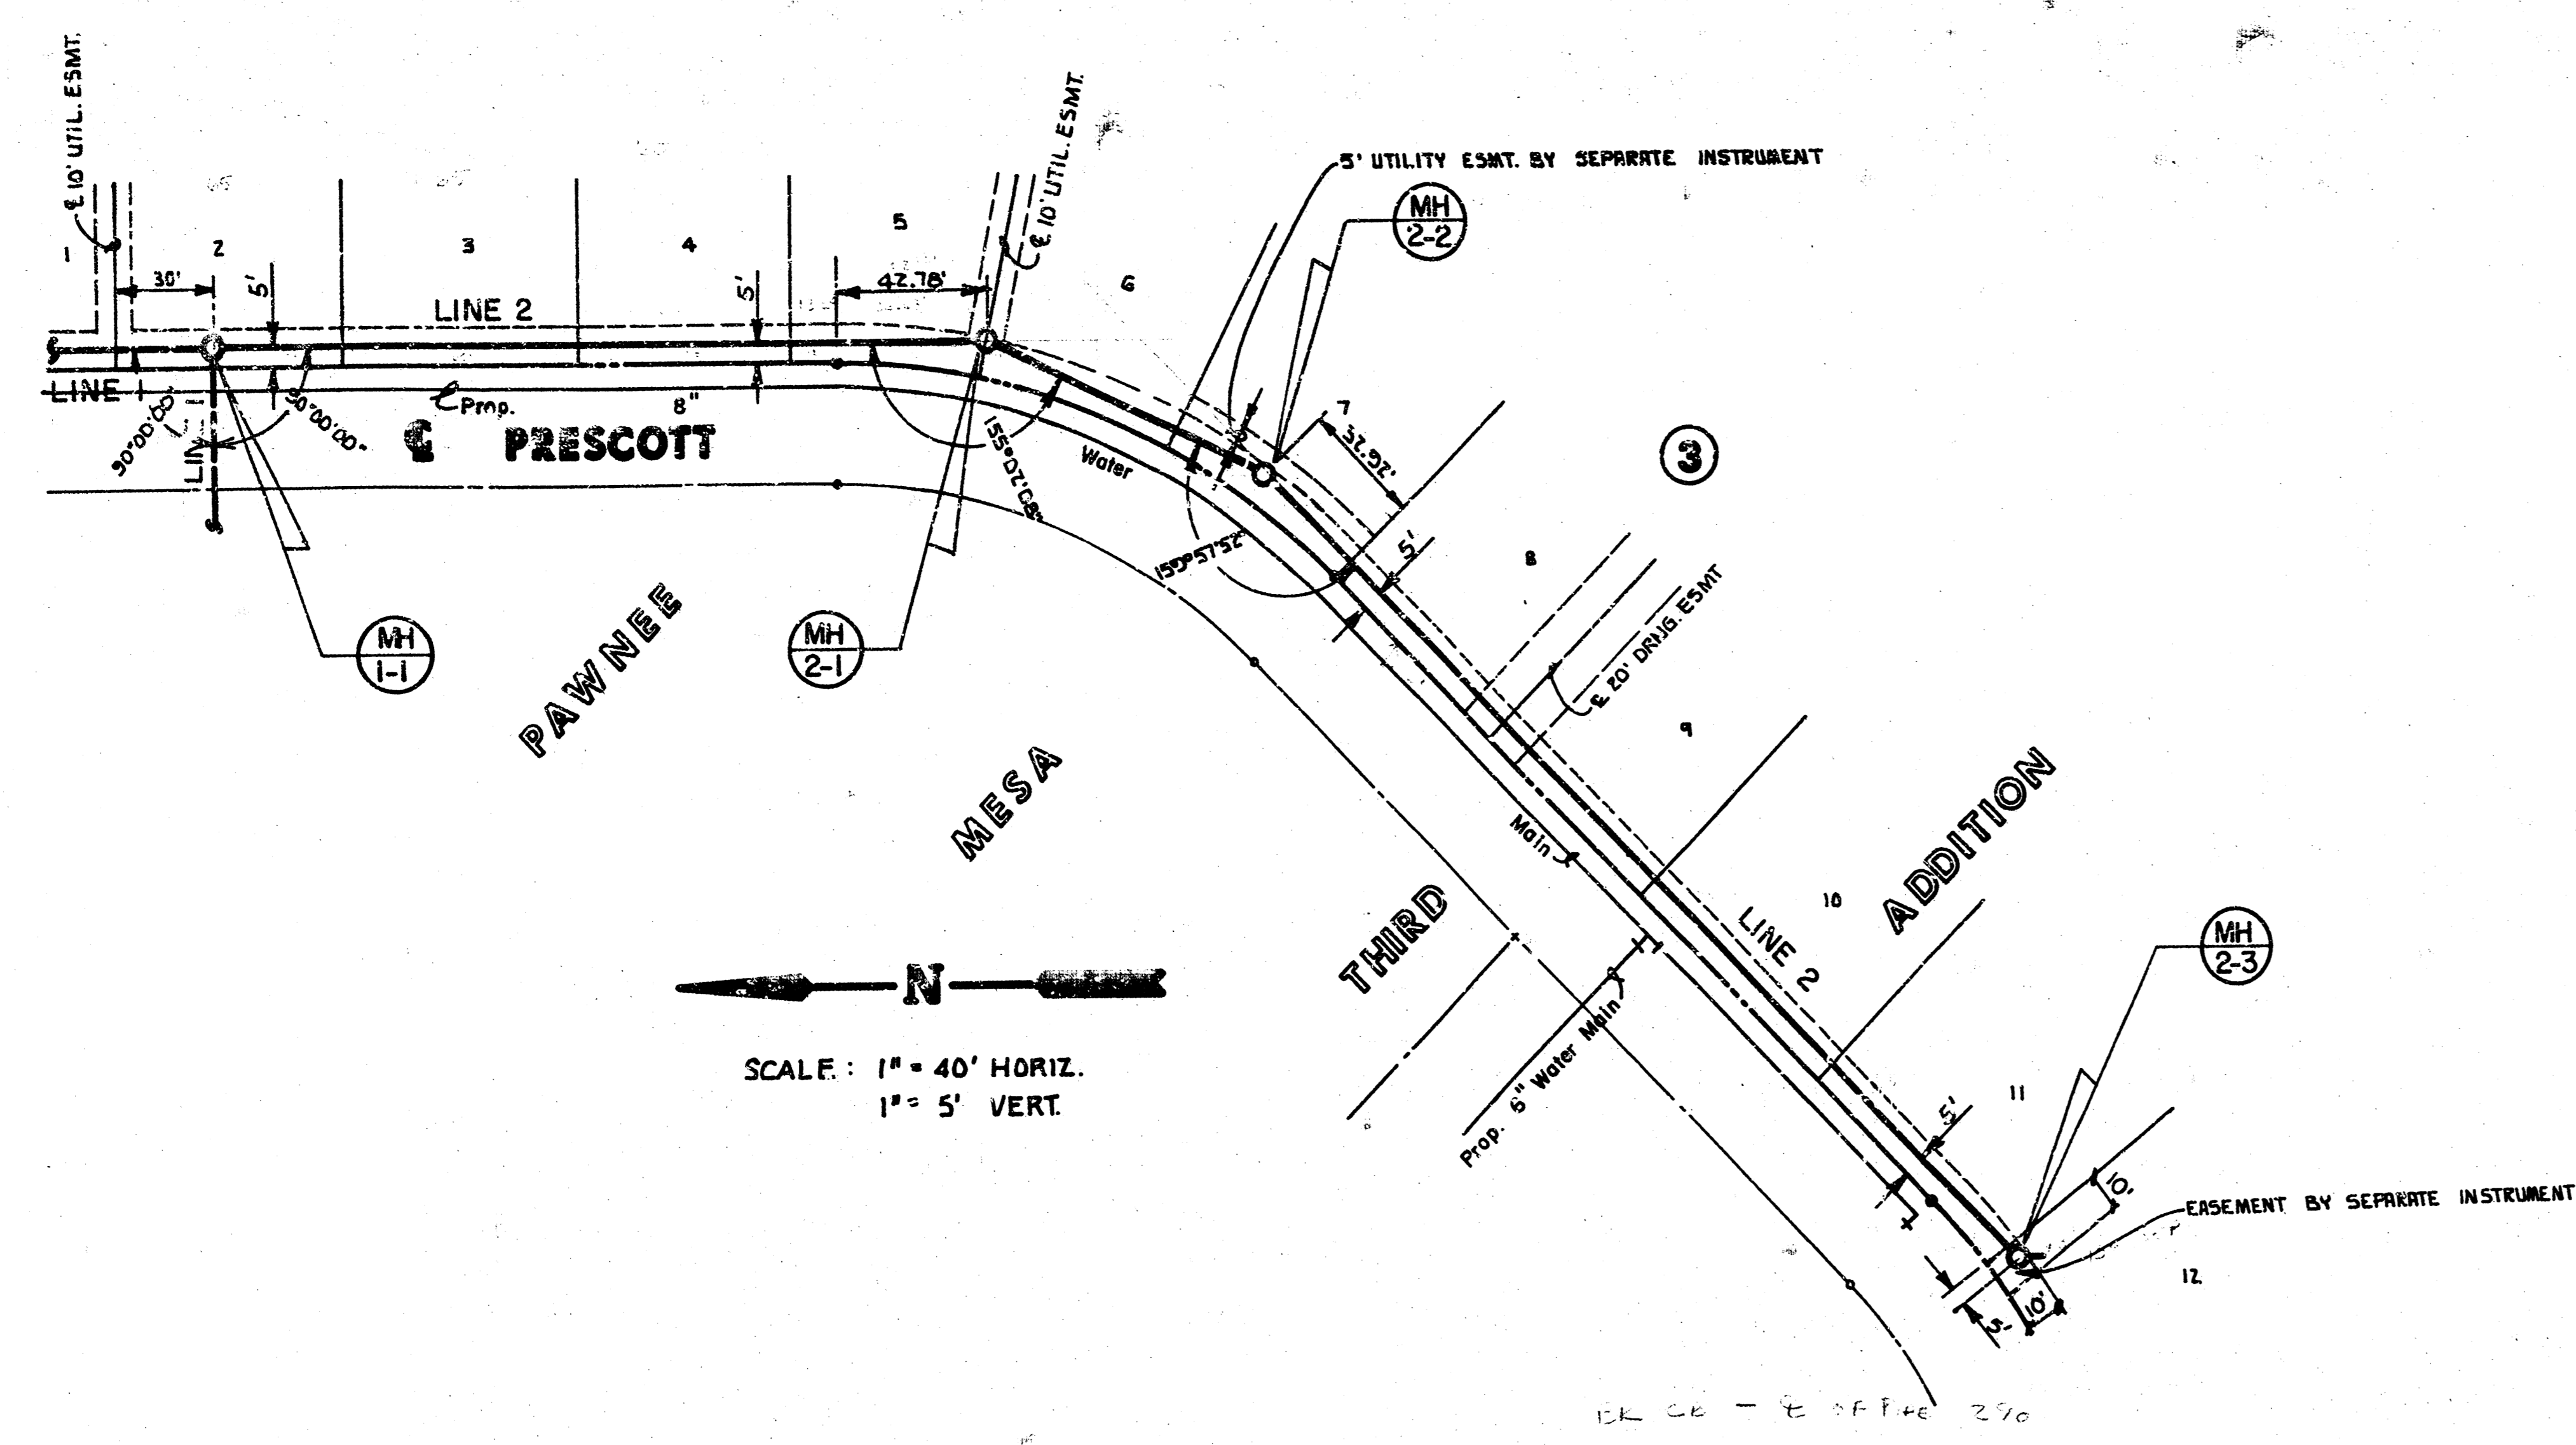 ℄ 10' UTIL. ESMT.
℄ 10' UTIL. ESMT.
5' UTILITY ESMT. BY SEPARATE INSTRUMENT
MH
2-2
2
3
4
5
6
7
30'
5'
LINE 2
5'
42.78'
LINE 1
90°00'00"
LINE 1
90°00'00"
Prop.
8"
Water
℄ PRESCOTT
155°02'08"
159°57'52"
3
8
5'
℄ 20' DRNG. ESMT
9
PAWNEE
MH
1-1
MH
2-1
MESA
Main
THIRD
ADDITION
10
LINE 2
MH
2-3
N
SCALE: 1" = 40' HORIZ.
1" = 5' VERT.
Prop. 6" Water Main
11
5'
10'
EASEMENT BY SEPARATE INSTRUMENT
12
10'
5'